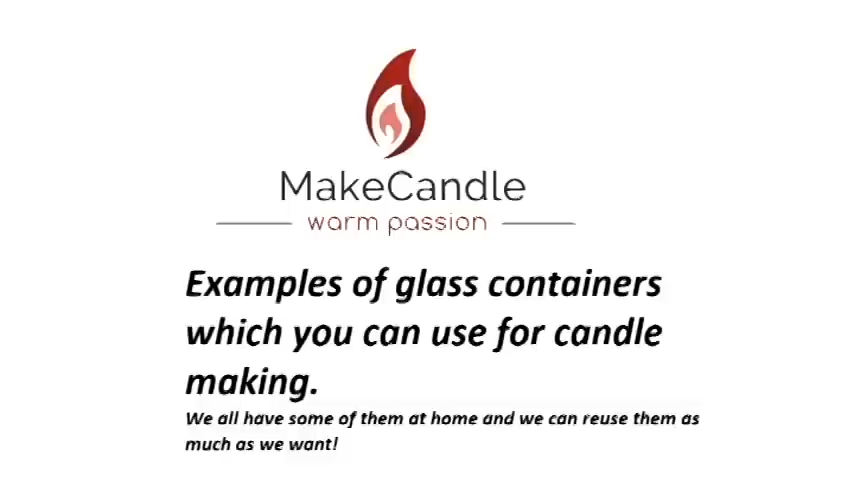 MakeCandle
warm passion
Examples of glass containers
which you can use for candle
making.
We all have some of them at home and we can reuse them as
much as we want!